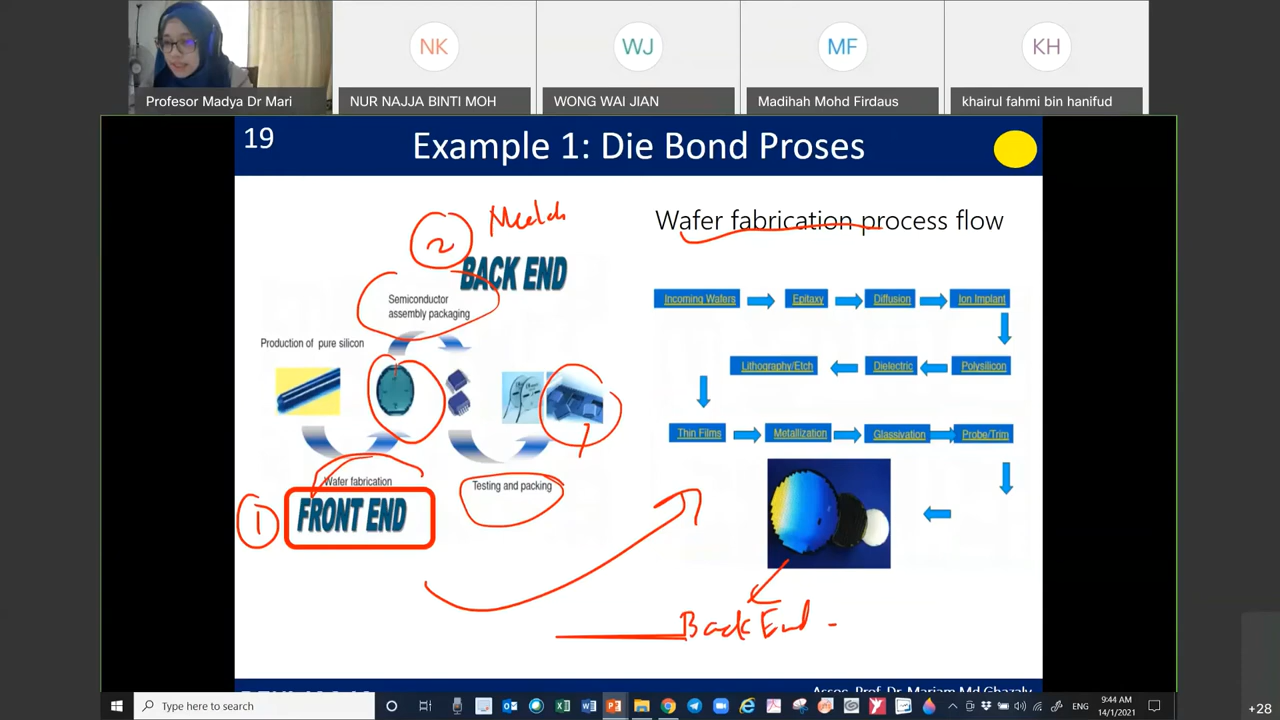 NK
WJ
MF
KH
Profesor Madya Dr Mari
NUR NAJJA BINTI MOH
WONG WAI JIAN
Madihah Mohd Firdaus
khairul fahmi bin hanifud
19
Example 1: Die Bond Proses
2
BACK END
Semiconductor
assembly packaging
Production of pure silicon
Wafer fabrication
1
FRONT END
Testing and packing
Wafer fabrication process flow
Incoming Wafers
Epitaxy
Diffusion
Ion Implant
Lithography/Etch
Dielectric
Polysilicon
Thin Films
Metallization
Glassivation
Probe/Trim
Back End -
Assoc. Prof. Dr. Mariam Md Ghazaly
Type here to search
ENG
9:44 AM
14/1/2021
+28